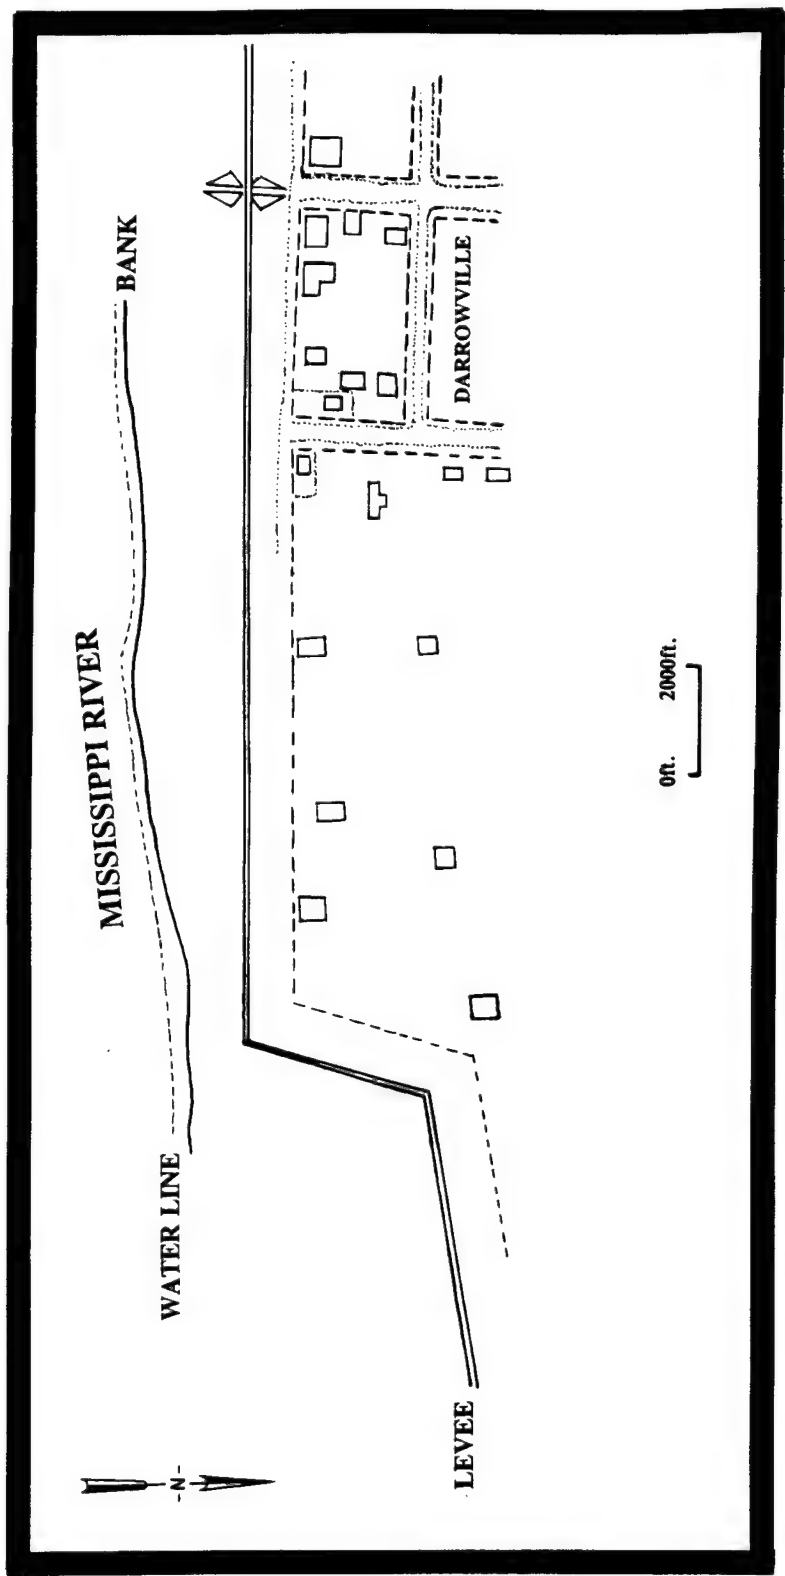 MISSISSIPPI RIVER
BANK
WATER LINE
DARROWVILLE
0ft. 2000ft.
LEVEE
-N-